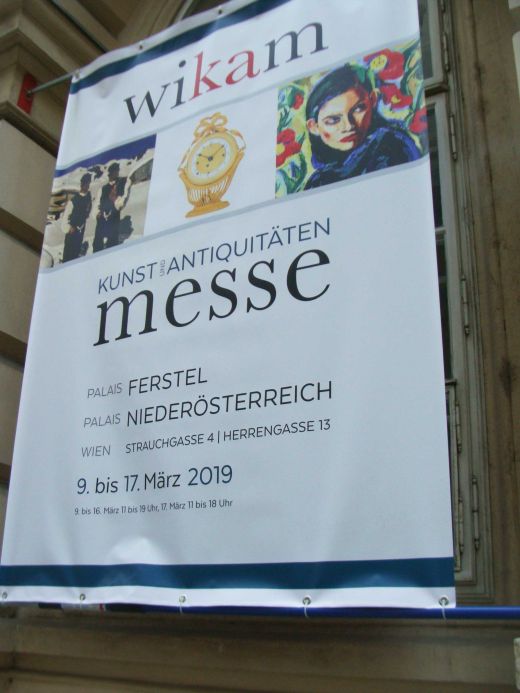 wikam
KUNST UND ANTIQUITÄTEN
messe
PALAIS FERSTEL
PALAIS NIEDERÖSTERREICH
WIEN STRAUCHGASSE 4 | HERRENGASSE 13
9. bis 17. März 2019
9. bis 16. März 11 bis 19 Uhr, 17. März 11 bis 18 Uhr